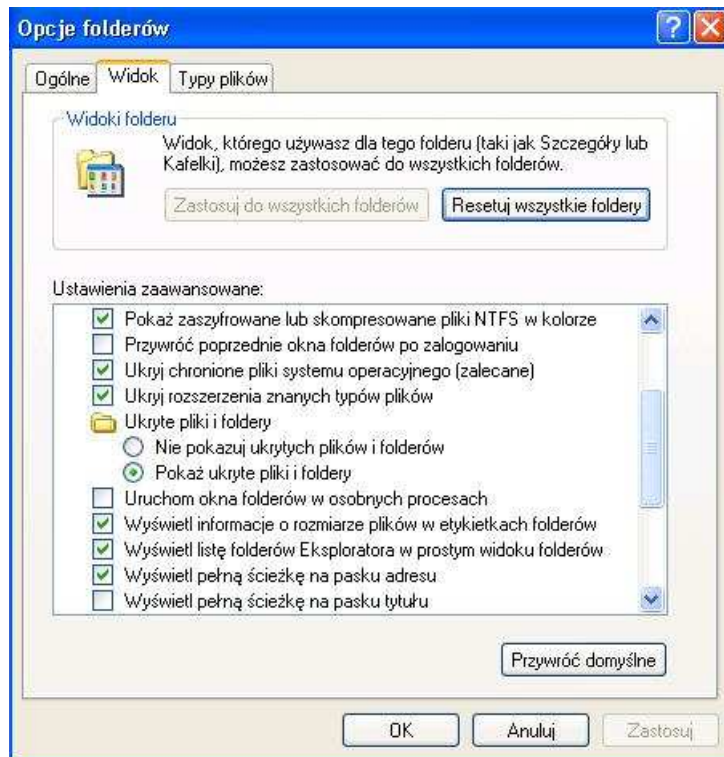 Opcje folderów
Ogólne Widok Typy plików
Widoki folderu
Widok, którego używasz dla tego folderu (taki jak Szczegóły lub
Kafelki), możesz zastosować do wszystkich folderów.
Zastosuj do wszystkich folderów Resetuj wszystkie foldery
Ustawienia zaawansowane:
Pokaż zaszyfrowane lub skompresowane pliki NTFS w kolorze
Przywróć poprzednie okna folderów po zalogowaniu
Ukryj chronione pliki systemu operacyjnego (zalecane)
Ukryj rozszerzenia znanych typów plików
Ukryte pliki i foldery
Nie pokazuj ukrytych plików i folderów
Pokaż ukryte pliki i foldery
Uruchom okna folderów w osobnych procesach
Wyświetl informacje o rozmiarze plików w etykietkach folderów
Wyświetl listę folderów Eksploratora w prostym widoku folderów
Wyświetl pełną ścieżkę na pasku adresu
Wyświetl pełną ścieżkę na pasku tytułu
Przywróć domyślne
OK Anuluj Zastosuj